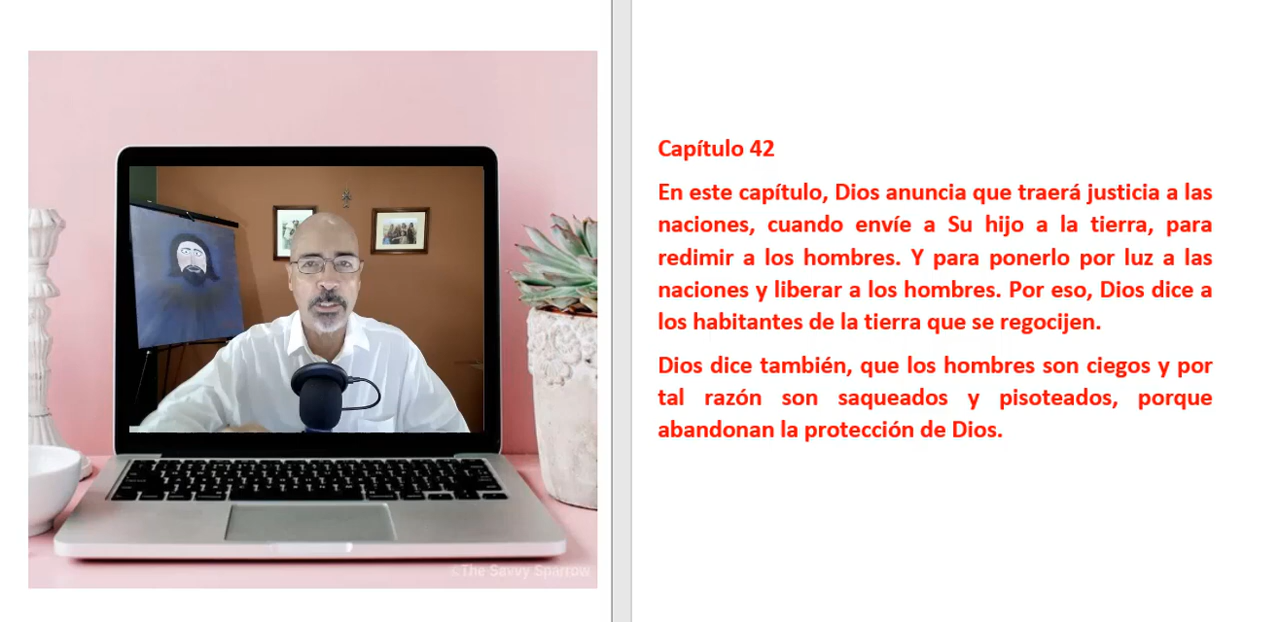 Capítulo 42
En este capítulo, Dios anuncia que traerá justicia a las
naciones, cuando envíe a Su hijo a la tierra, para
redimir a los hombres. Y para ponerlo por luz a las
naciones y liberar a los hombres. Por eso, Dios dice a
los habitantes de la tierra que se regocijen.
Dios dice también, que los hombres son ciegos y por
tal razón son saqueados y pisoteados, porque
abandonan la protección de Dios.
©The Savvy Sparrow